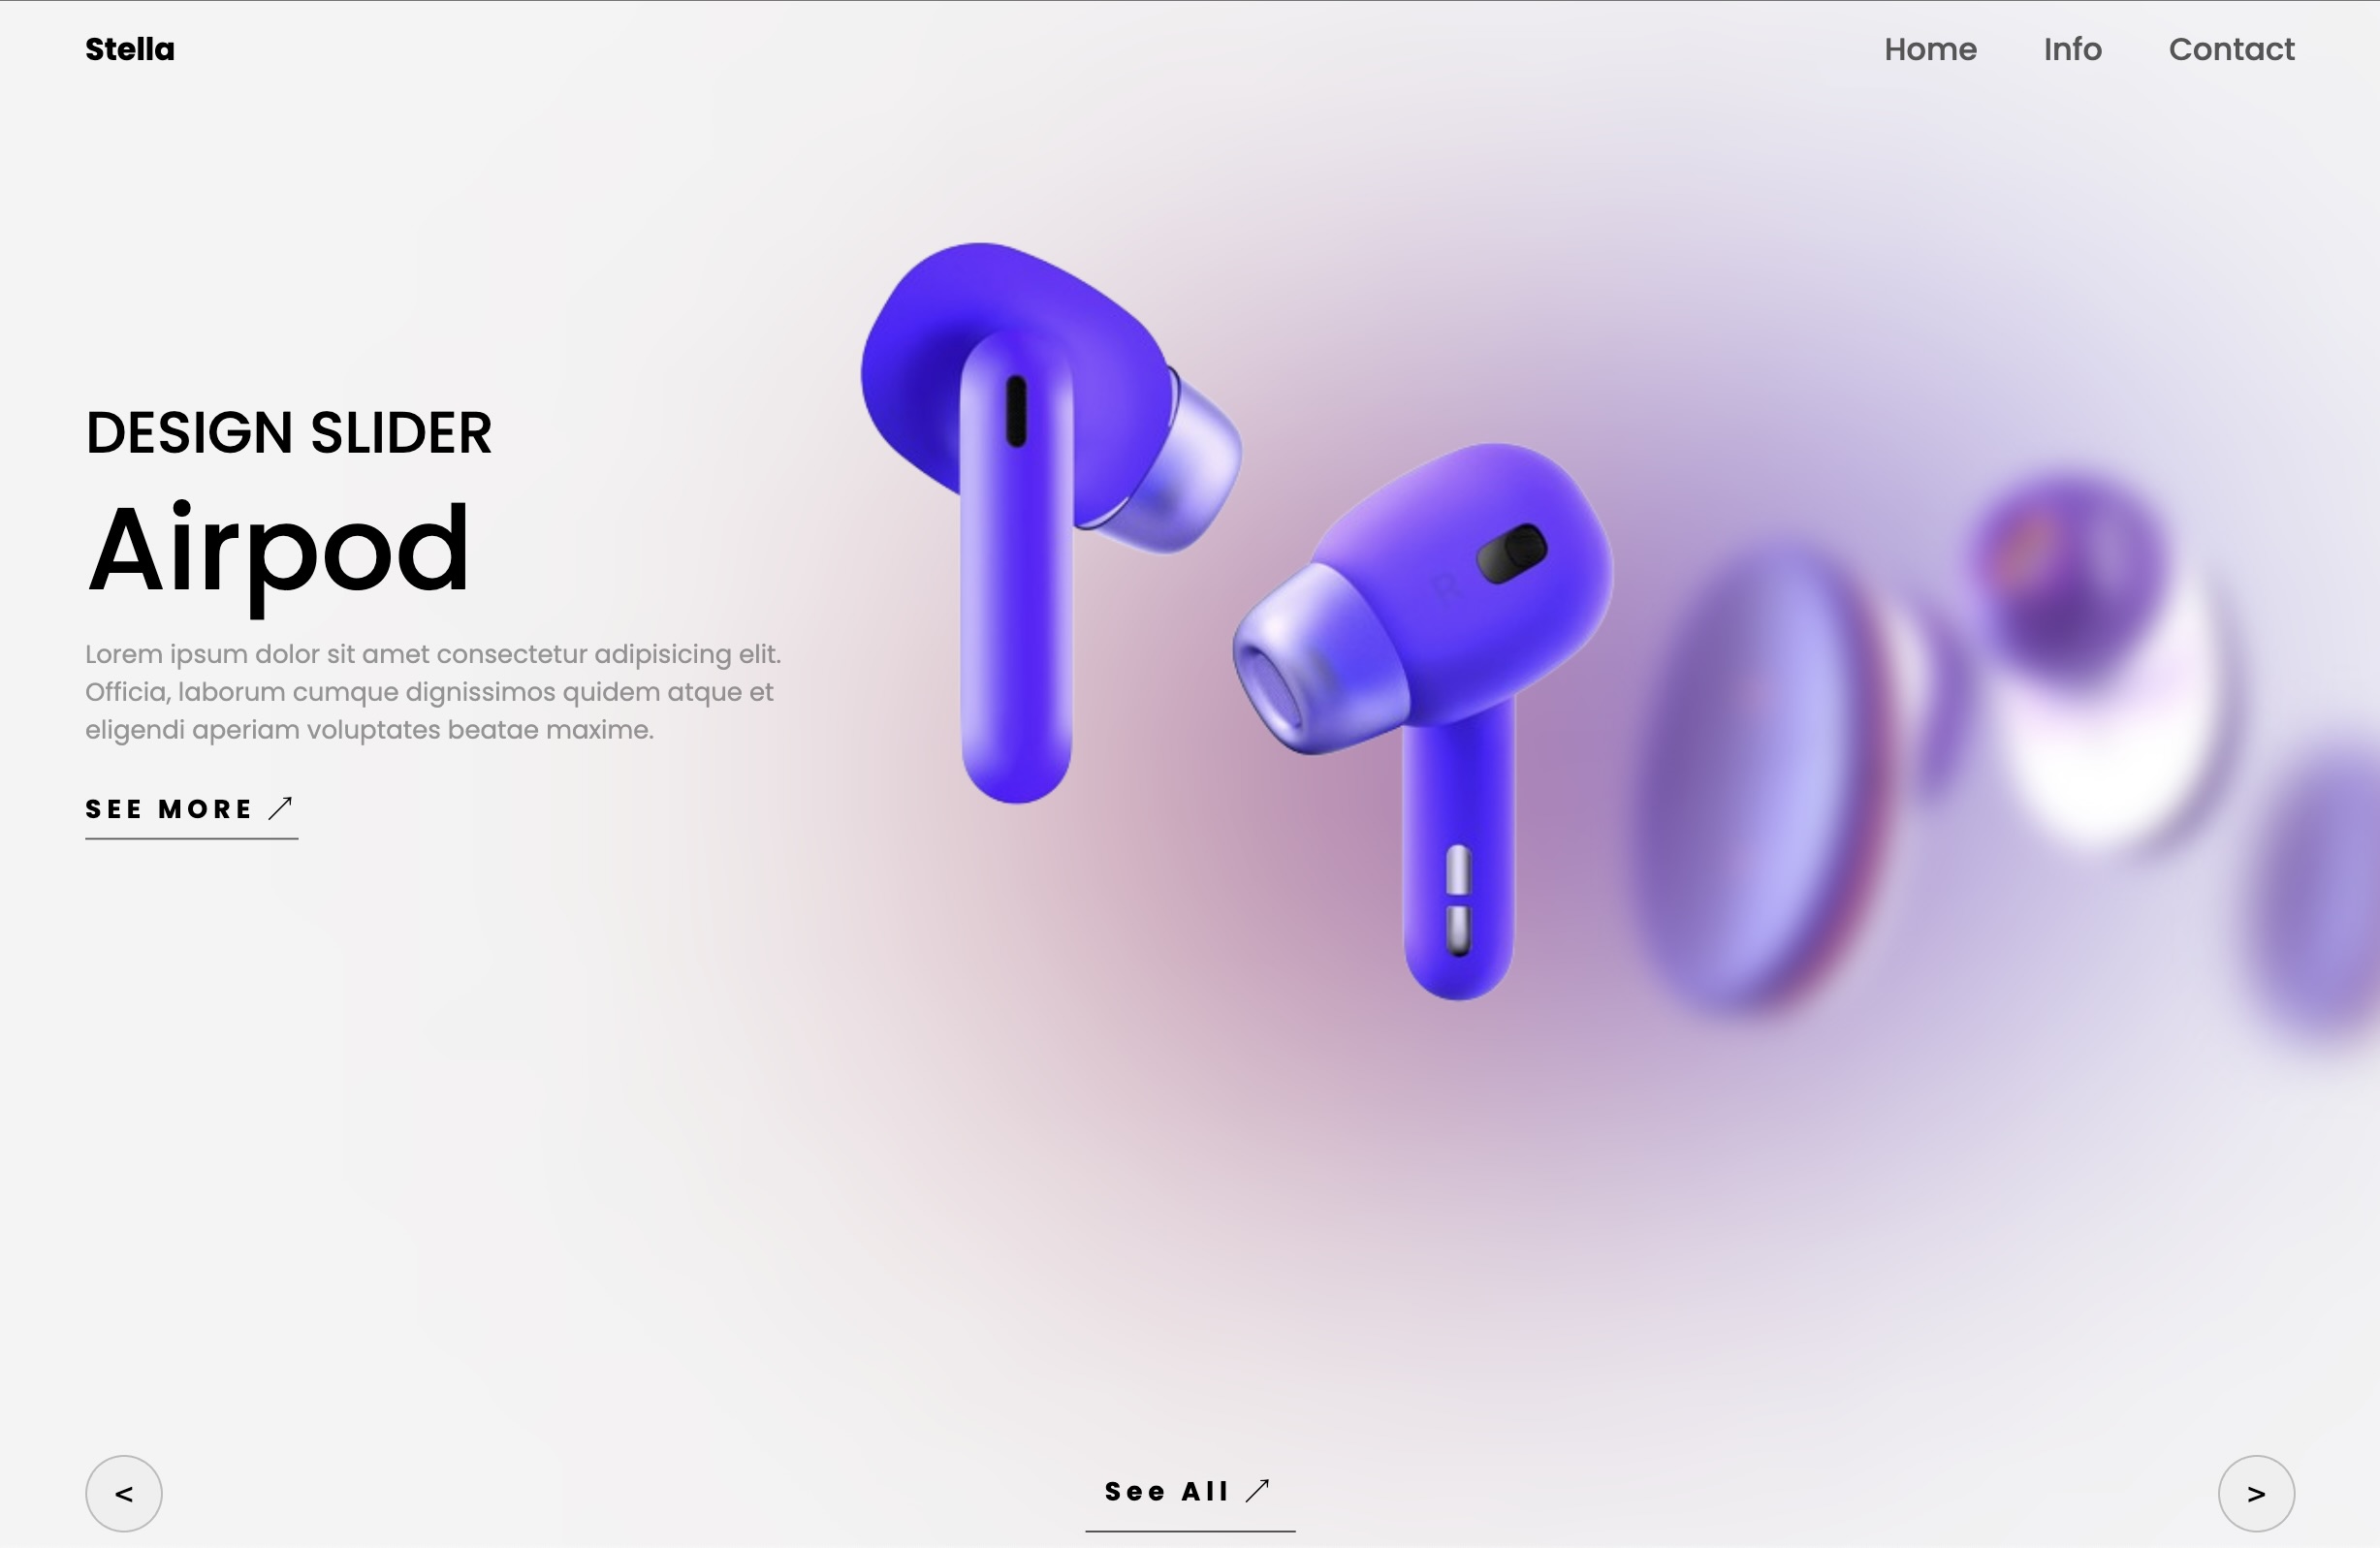 Stella
Home Info Contact
DESIGN SLIDER
Airpod
Lorem ipsum dolor sit amet consectetur adipisicing elit.
Officia, laborum cumque dignissimos quidem atque et
eligendi aperiam voluptates beatae maxime.
SEE MORE ↗
R
< See All ↗ >